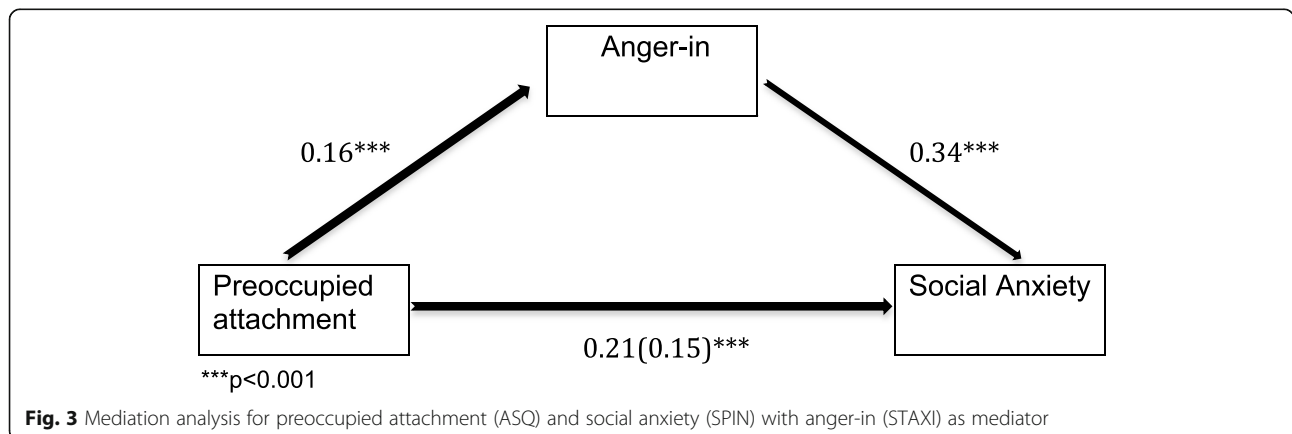 Anger-in
0.16***
0.34***
Preoccupied
attachment
Social Anxiety
0.21(0.15)***
***p<0.001
Fig. 3 Mediation analysis for preoccupied attachment (ASQ) and social anxiety (SPIN) with anger-in (STAXI) as mediator